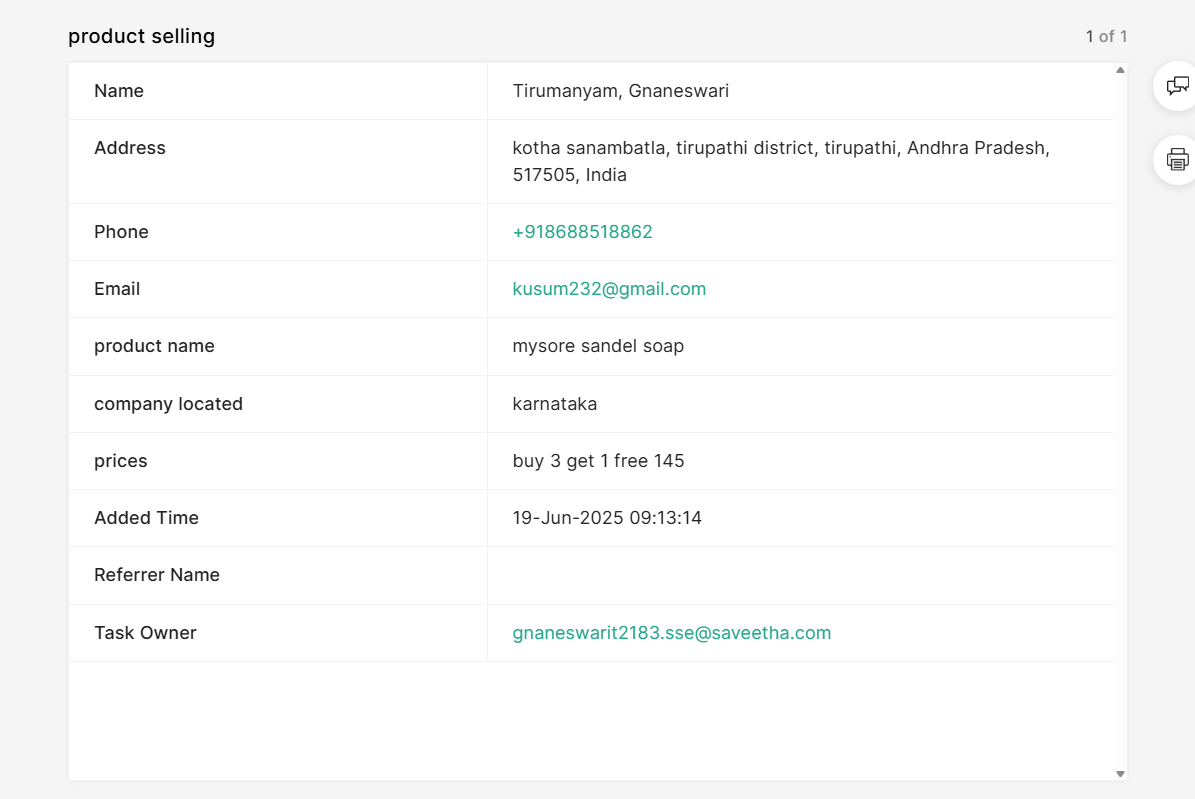 product selling
1 of 1
Name
Tirumanyam, Gnaneswari
Address
kotha sanambatla, tirupathi district, tirupathi, Andhra Pradesh,
517505, India
Phone
+918688518862
Email
kusum232@gmail.com
product name
mysore sandel soap
company located
karnataka
prices
buy 3 get 1 free 145
Added Time
19-Jun-2025 09:13:14
Referrer Name
Task Owner
gnaneswarit2183.sse@saveetha.com